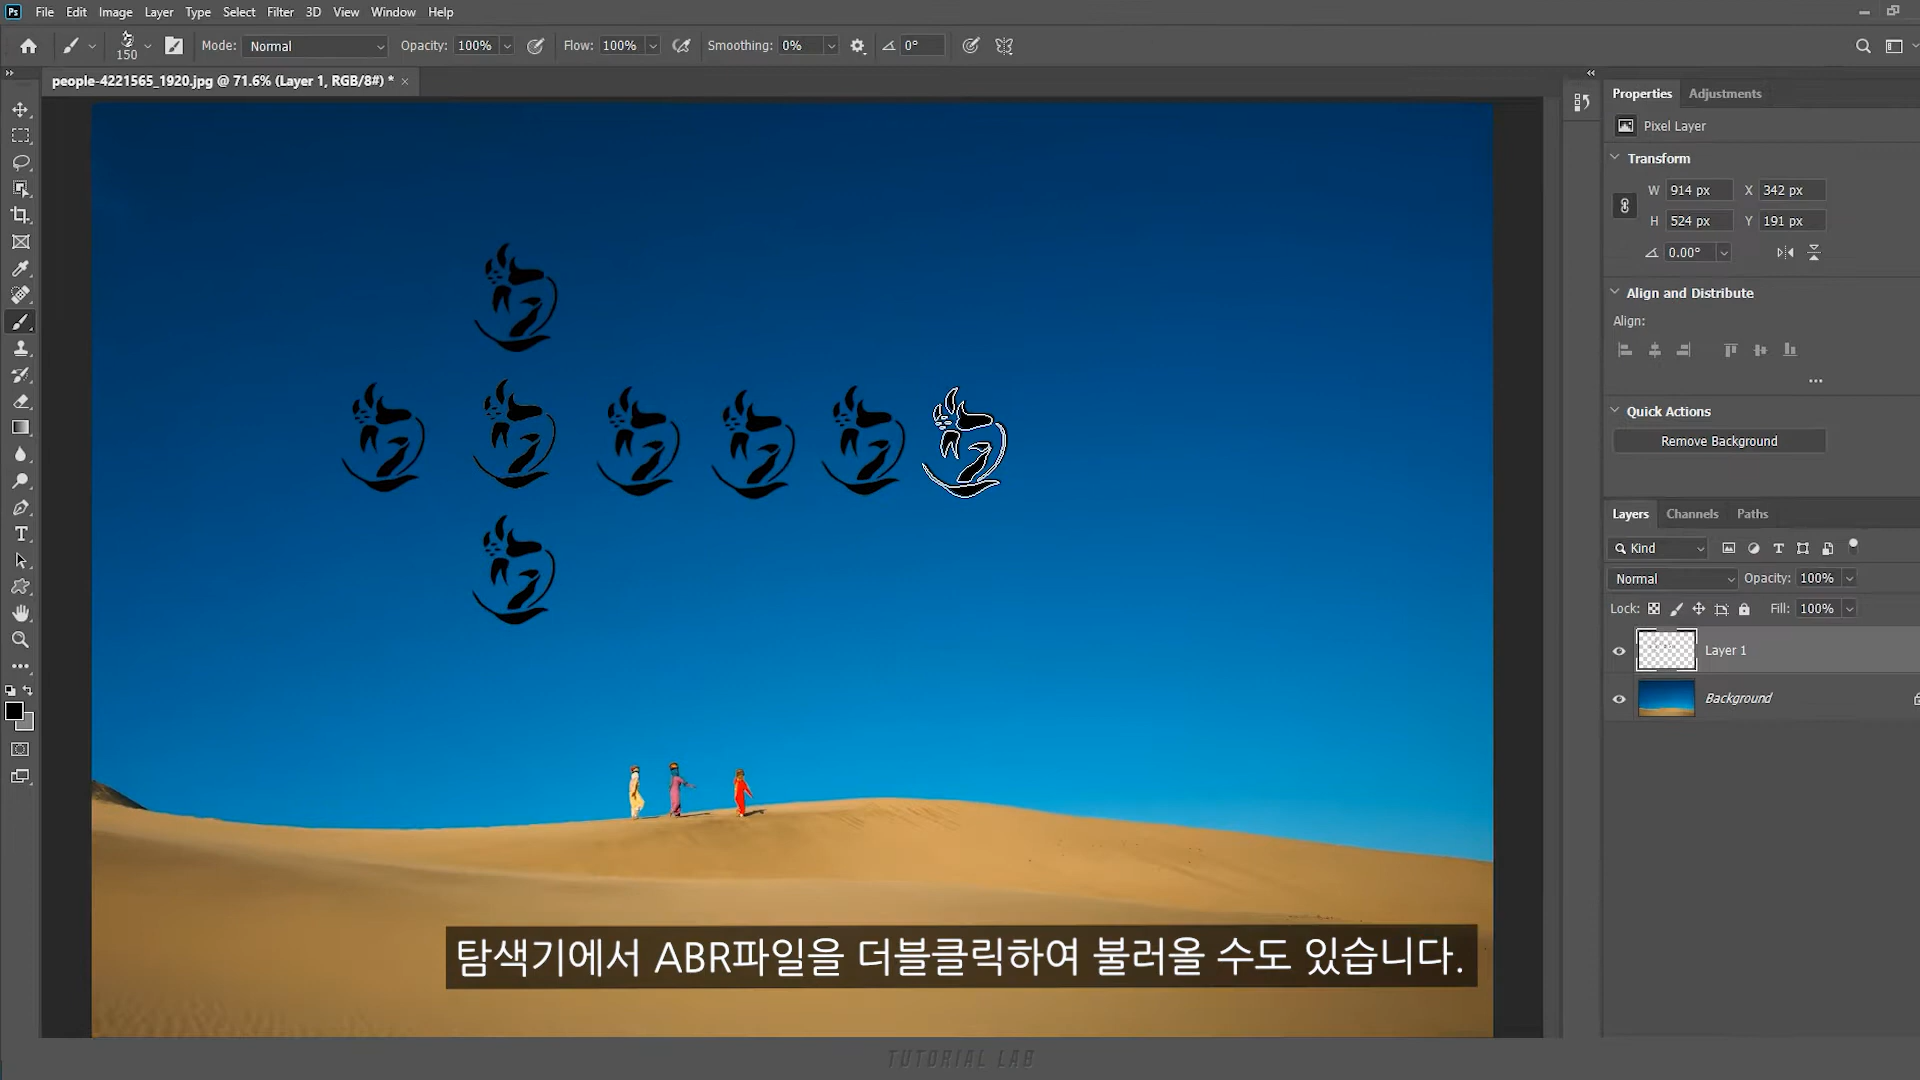 Ps File Edit Image Layer Type Select Filter 3D View Window Help
150 Mode: Normal Opacity: 100% Flow: 100% Smoothing: 0% 0°
people-4221565_1920.jpg @ 71.6% (Layer 1, RGB/8#) * ×
Properties Adjustments
Pixel Layer
Transform
W 914 px X 342 px
H 524 px Y 191 px
0.00°
Align and Distribute
Align:
Quick Actions
Remove Background
Layers Channels Paths
Kind
Normal Opacity: 100%
Lock: Fill: 100%
Layer 1
Background
탐색기에서 ABR파일을 더블클릭하여 불러올 수도 있습니다.
TUTORIAL LAB